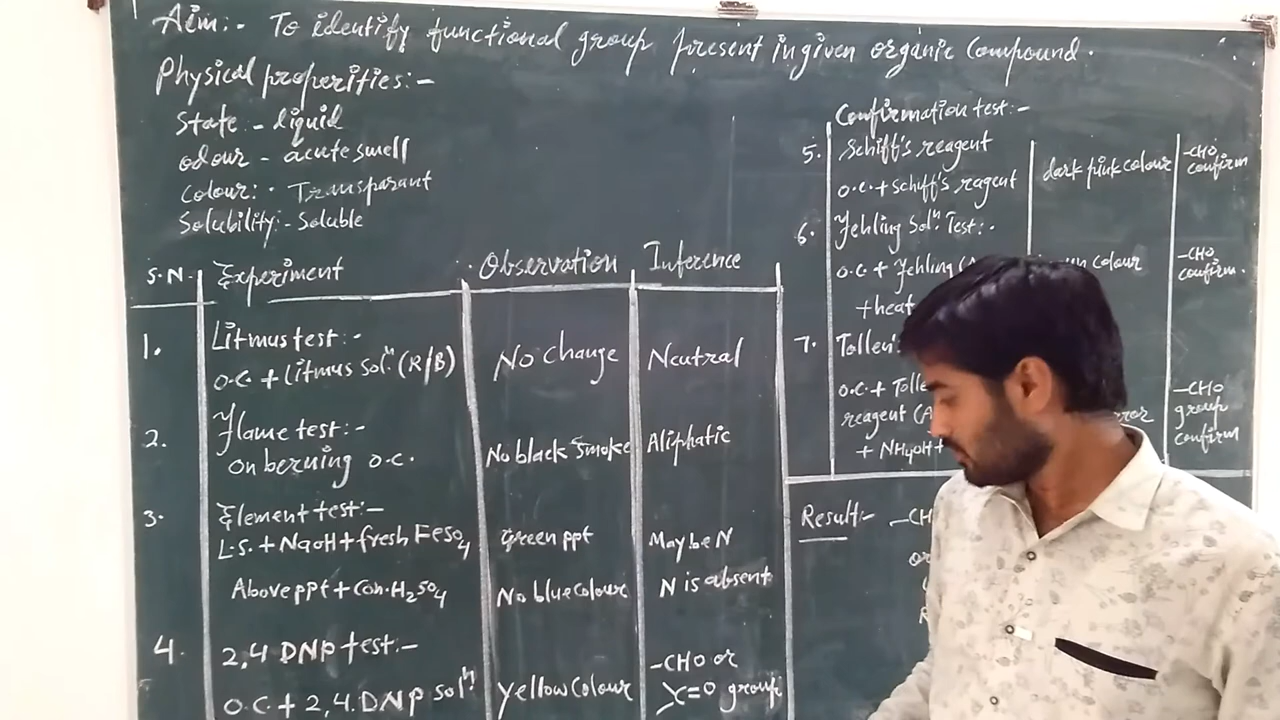 Aim:- To identify functional group present in given organic Compound.
Physical properities:-
State:- liquid
odour - acute smell
Colour:- Transparant
Solubility:- Soluble
S.N. Experiment Observation Inference
1. Litmus test:-
O.C. + Litmus Solⁿ. (R/B) No Change Neutral
2. Flame test:-
on berning O.C. No black smoke Aliphatic
3. Element test:-
L.S. + NaOH + fresh FeSO4 green ppt May be N
Above ppt + Con. H2SO4 No blue colour N is absent
4. 2,4 DNP test:-
O.C + 2,4. DNP Solⁿ. Yellow Colour -CHO or
>C=O group
Confirmation test:-
5. Schiff's reagent
O.C. + Schiff's ragent dark pink colour -CHO
confirm
6. Fehling Solⁿ. Test:-
O.C + Fehling colour -CHO
confirm.
+ heat
7. Tollen's
O.C + -CHO
reagent group
+ NH4OH + confirm
Result:- -CH
or